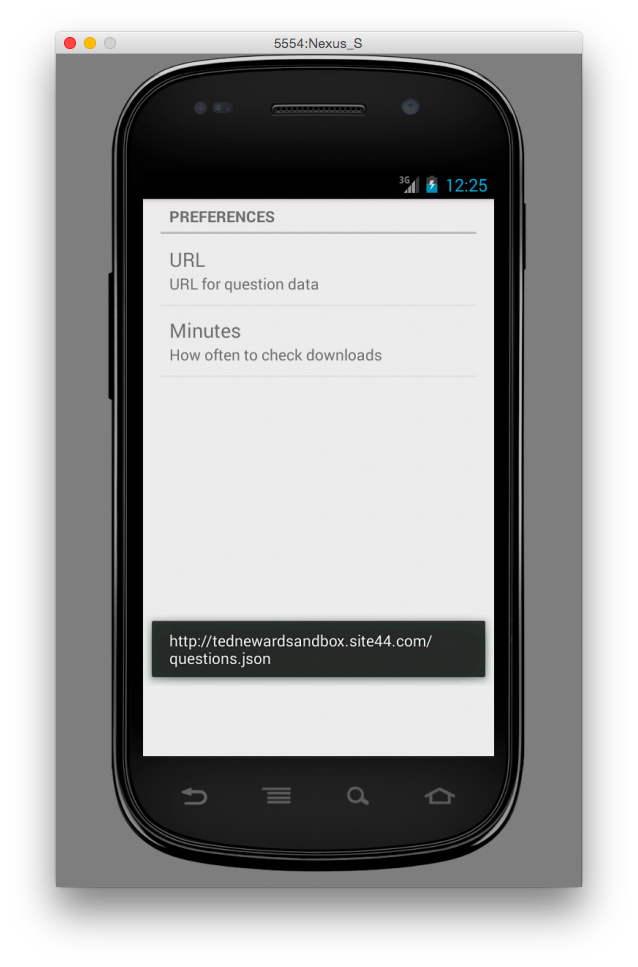 5554:Nexus_S
3G
12:25
PREFERENCES
URL
URL for question data
Minutes
How often to check downloads
http://tednewardsandbox.site44.com/
questions.json